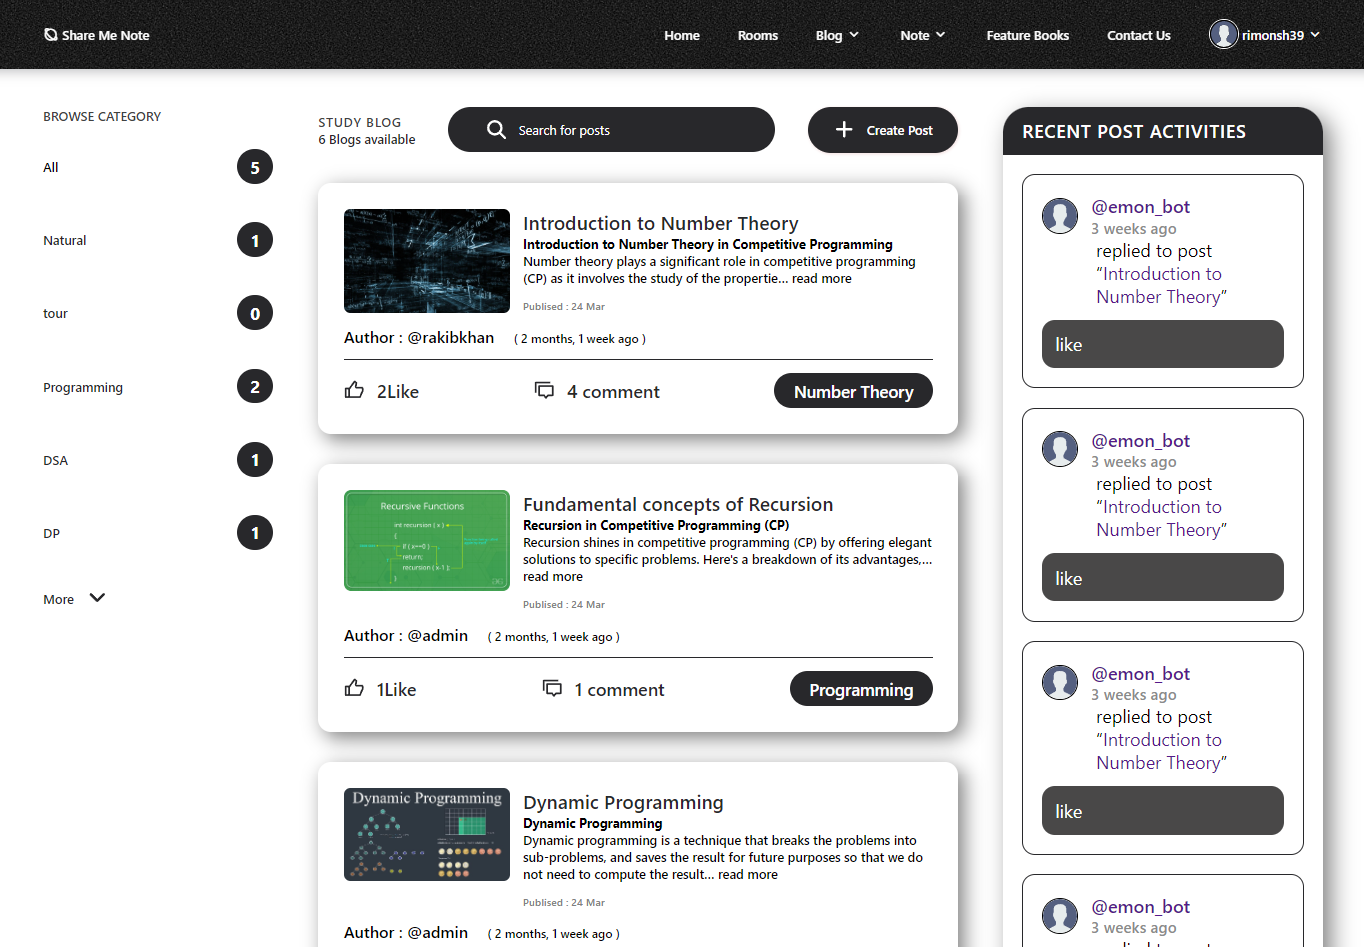 Share Me Note
Home
Rooms
Blog
Note
Feature Books
Contact Us
rimonsh39
BROWSE CATEGORY
All
5
Natural
1
tour
0
Programming
2
DSA
1
DP
1
More
STUDY BLOG
6 Blogs available
Search for posts
Create Post
Introduction to Number Theory
Introduction to Number Theory in Competitive Programming
Number theory plays a significant role in competitive programming
(CP) as it involves the study of the propertie... read more
Publised : 24 Mar
Author : @rakibkhan ( 2 months, 1 week ago )
2Like
4 comment
Number Theory
Recursive Functions
int recursion ( x )
{
if ( x==0 )
return;
recursion ( x-1 );
}
Fundamental concepts of Recursion
Recursion in Competitive Programming (CP)
Recursion shines in competitive programming (CP) by offering elegant
solutions to specific problems. Here's a breakdown of its advantages,...
read more
Publised : 24 Mar
Author : @admin ( 2 months, 1 week ago )
1Like
1 comment
Programming
Dynamic Programming
Dynamic Programming
Dynamic Programming
Dynamic programming is a technique that breaks the problems into
sub-problems, and saves the result for future purposes so that we do
not need to compute the result... read more
Publised : 24 Mar
Author : @admin ( 2 months, 1 week ago )
RECENT POST ACTIVITIES
@emon_bot
3 weeks ago
replied to post
“Introduction to
Number Theory”
like
@emon_bot
3 weeks ago
replied to post
“Introduction to
Number Theory”
like
@emon_bot
3 weeks ago
replied to post
“Introduction to
Number Theory”
like
@emon_bot
3 weeks ago
replied to post